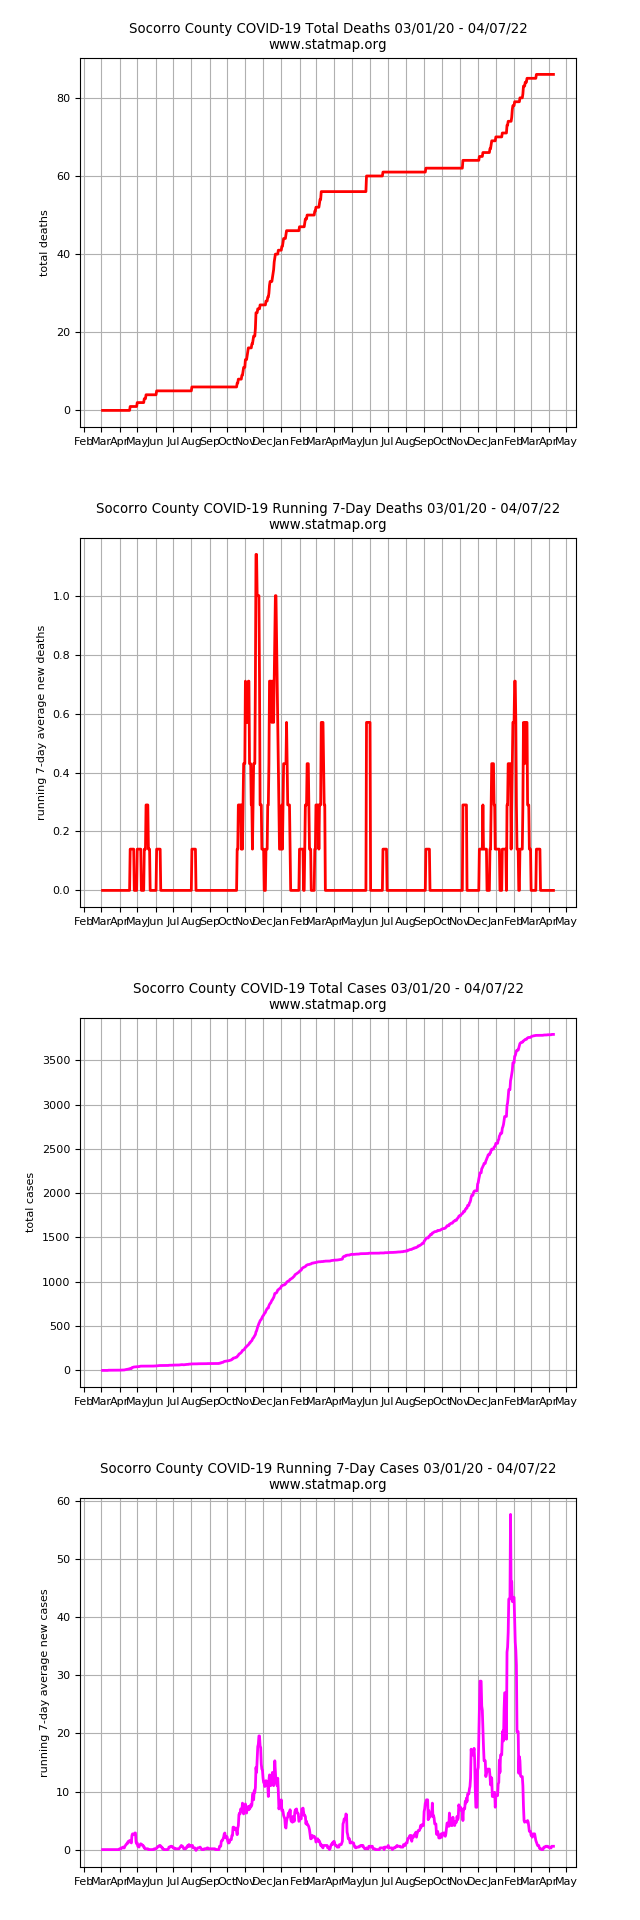 Socorro County COVID-19 Total Deaths 03/01/20 - 04/07/22
www.statmap.org
80
60
40
20
0
total deaths
Feb Mar Apr May Jun Jul Aug Sep Oct Nov Dec Jan Feb Mar Apr May Jun Jul Aug Sep Oct Nov Dec Jan Feb Mar Apr May
Socorro County COVID-19 Running 7-Day Deaths 03/01/20 - 04/07/22
www.statmap.org
1.0
0.8
0.6
0.4
0.2
0.0
running 7-day average new deaths
Feb Mar Apr May Jun Jul Aug Sep Oct Nov Dec Jan Feb Mar Apr May Jun Jul Aug Sep Oct Nov Dec Jan Feb Mar Apr May
Socorro County COVID-19 Total Cases 03/01/20 - 04/07/22
www.statmap.org
3500
3000
2500
2000
1500
1000
500
0
total cases
Feb Mar Apr May Jun Jul Aug Sep Oct Nov Dec Jan Feb Mar Apr May Jun Jul Aug Sep Oct Nov Dec Jan Feb Mar Apr May
Socorro County COVID-19 Running 7-Day Cases 03/01/20 - 04/07/22
www.statmap.org
60
50
40
30
20
10
0
running 7-day average new cases
Feb Mar Apr May Jun Jul Aug Sep Oct Nov Dec Jan Feb Mar Apr May Jun Jul Aug Sep Oct Nov Dec Jan Feb Mar Apr May